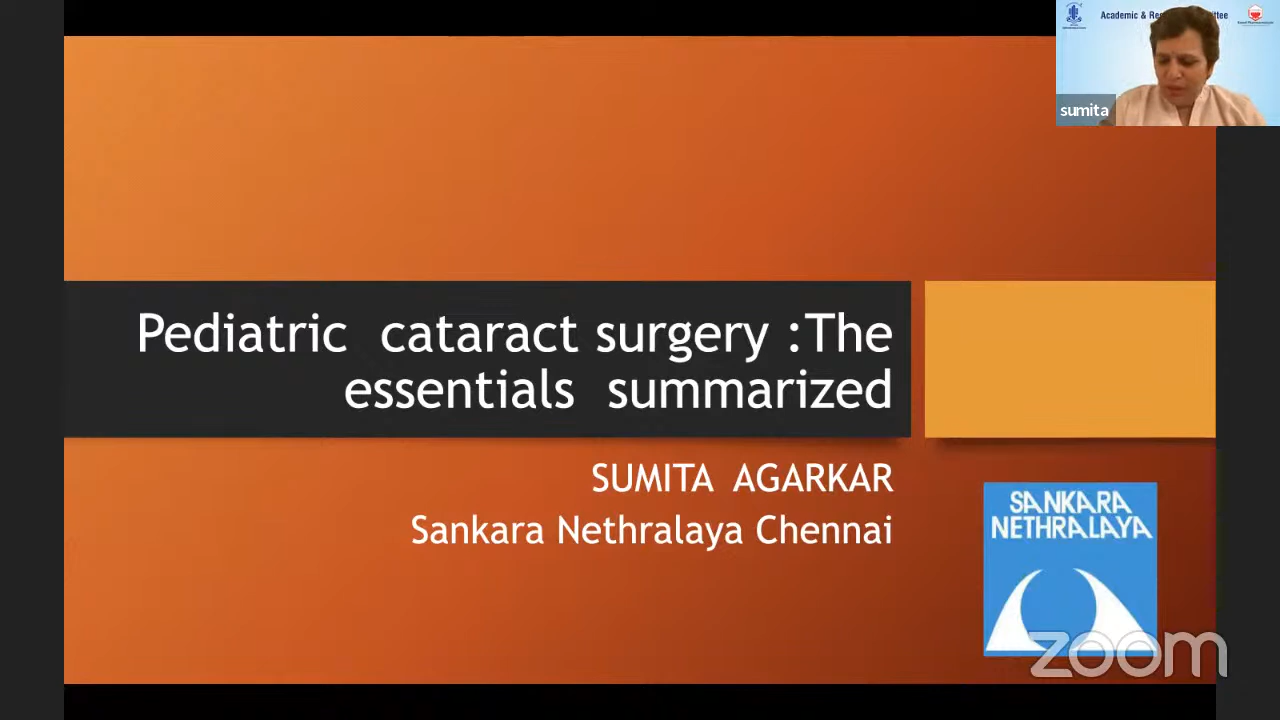 Academic & Re
ttee
sumita
Pediatric cataract surgery :The
essentials summarized
SUMITA AGARKAR
Sankara Nethralaya Chennai
SANKARA
NETHRALAYA
zoom